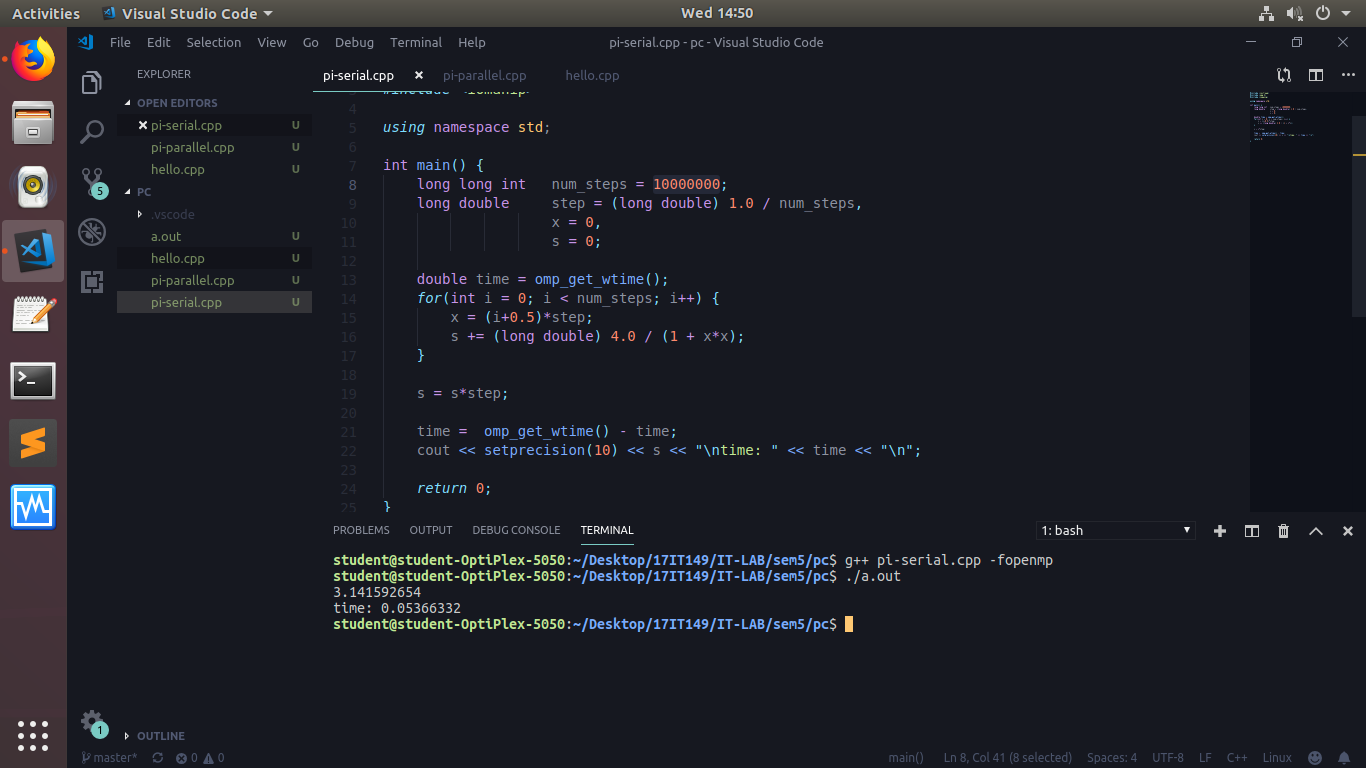 Activities Visual Studio Code Wed 14:50
File Edit Selection View Go Debug Terminal Help pi-serial.cpp - pc - Visual Studio Code
EXPLORER
OPEN EDITORS
pi-serial.cpp U
pi-parallel.cpp U
hello.cpp U
PC
.vscode
a.out U
hello.cpp U
pi-parallel.cpp U
pi-serial.cpp U
OUTLINE
5
1
pi-serial.cpp pi-parallel.cpp hello.cpp
3 #include <iomanip>
4
5 using namespace std;
6
7 int main() {
8 long long int num_steps = 10000000;
9 long double step = (long double) 1.0 / num_steps,
10 x = 0,
11 s = 0;
12
13 double time = omp_get_wtime();
14 for(int i = 0; i < num_steps; i++) {
15 x = (i+0.5)*step;
16 s += (long double) 4.0 / (1 + x*x);
17 }
18
19 s = s*step;
20
21 time =  omp_get_wtime() - time;
22 cout << setprecision(10) << s << "\ntime: " << time << "\n";
23
24 return 0;
25 }
PROBLEMS OUTPUT DEBUG CONSOLE TERMINAL 1: bash
student@student-OptiPlex-5050:~/Desktop/17IT149/IT-LAB/sem5/pc$ g++ pi-serial.cpp -fopenmp
student@student-OptiPlex-5050:~/Desktop/17IT149/IT-LAB/sem5/pc$ ./a.out
3.141592654
time: 0.05366332
student@student-OptiPlex-5050:~/Desktop/17IT149/IT-LAB/sem5/pc$
master* 0 0 main() Ln 8, Col 41 (8 selected) Spaces: 4 UTF-8 LF C++ Linux